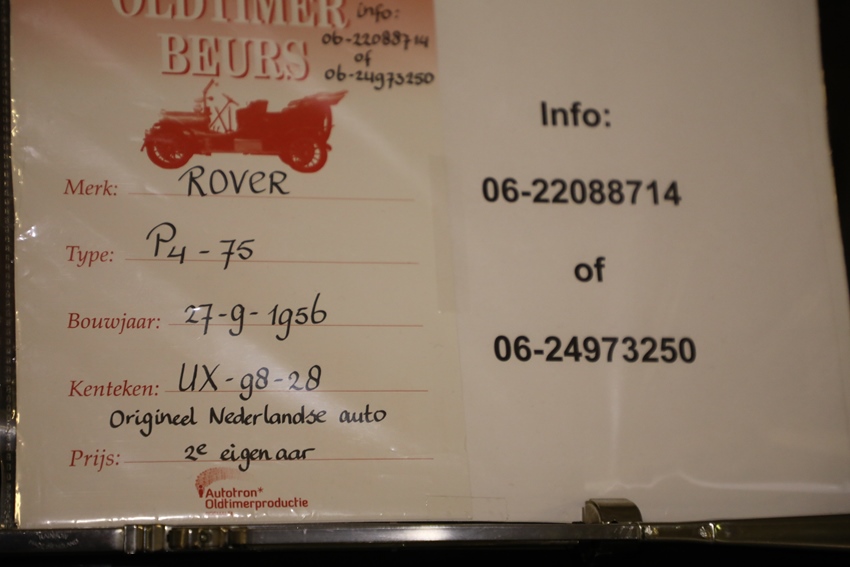 OLDTIMER
BEURS
info:
06-22088714
of
06-24973250
Merk: ROVER
Type: P4 - 75
Bouwjaar: 27-9-1956
Kenteken: UX-98-28
Origineel Nederlandse auto
Prijs: 2e eigenaar
Autotron*
Oldtimerproductie
Info:
06-22088714
of
06-24973250